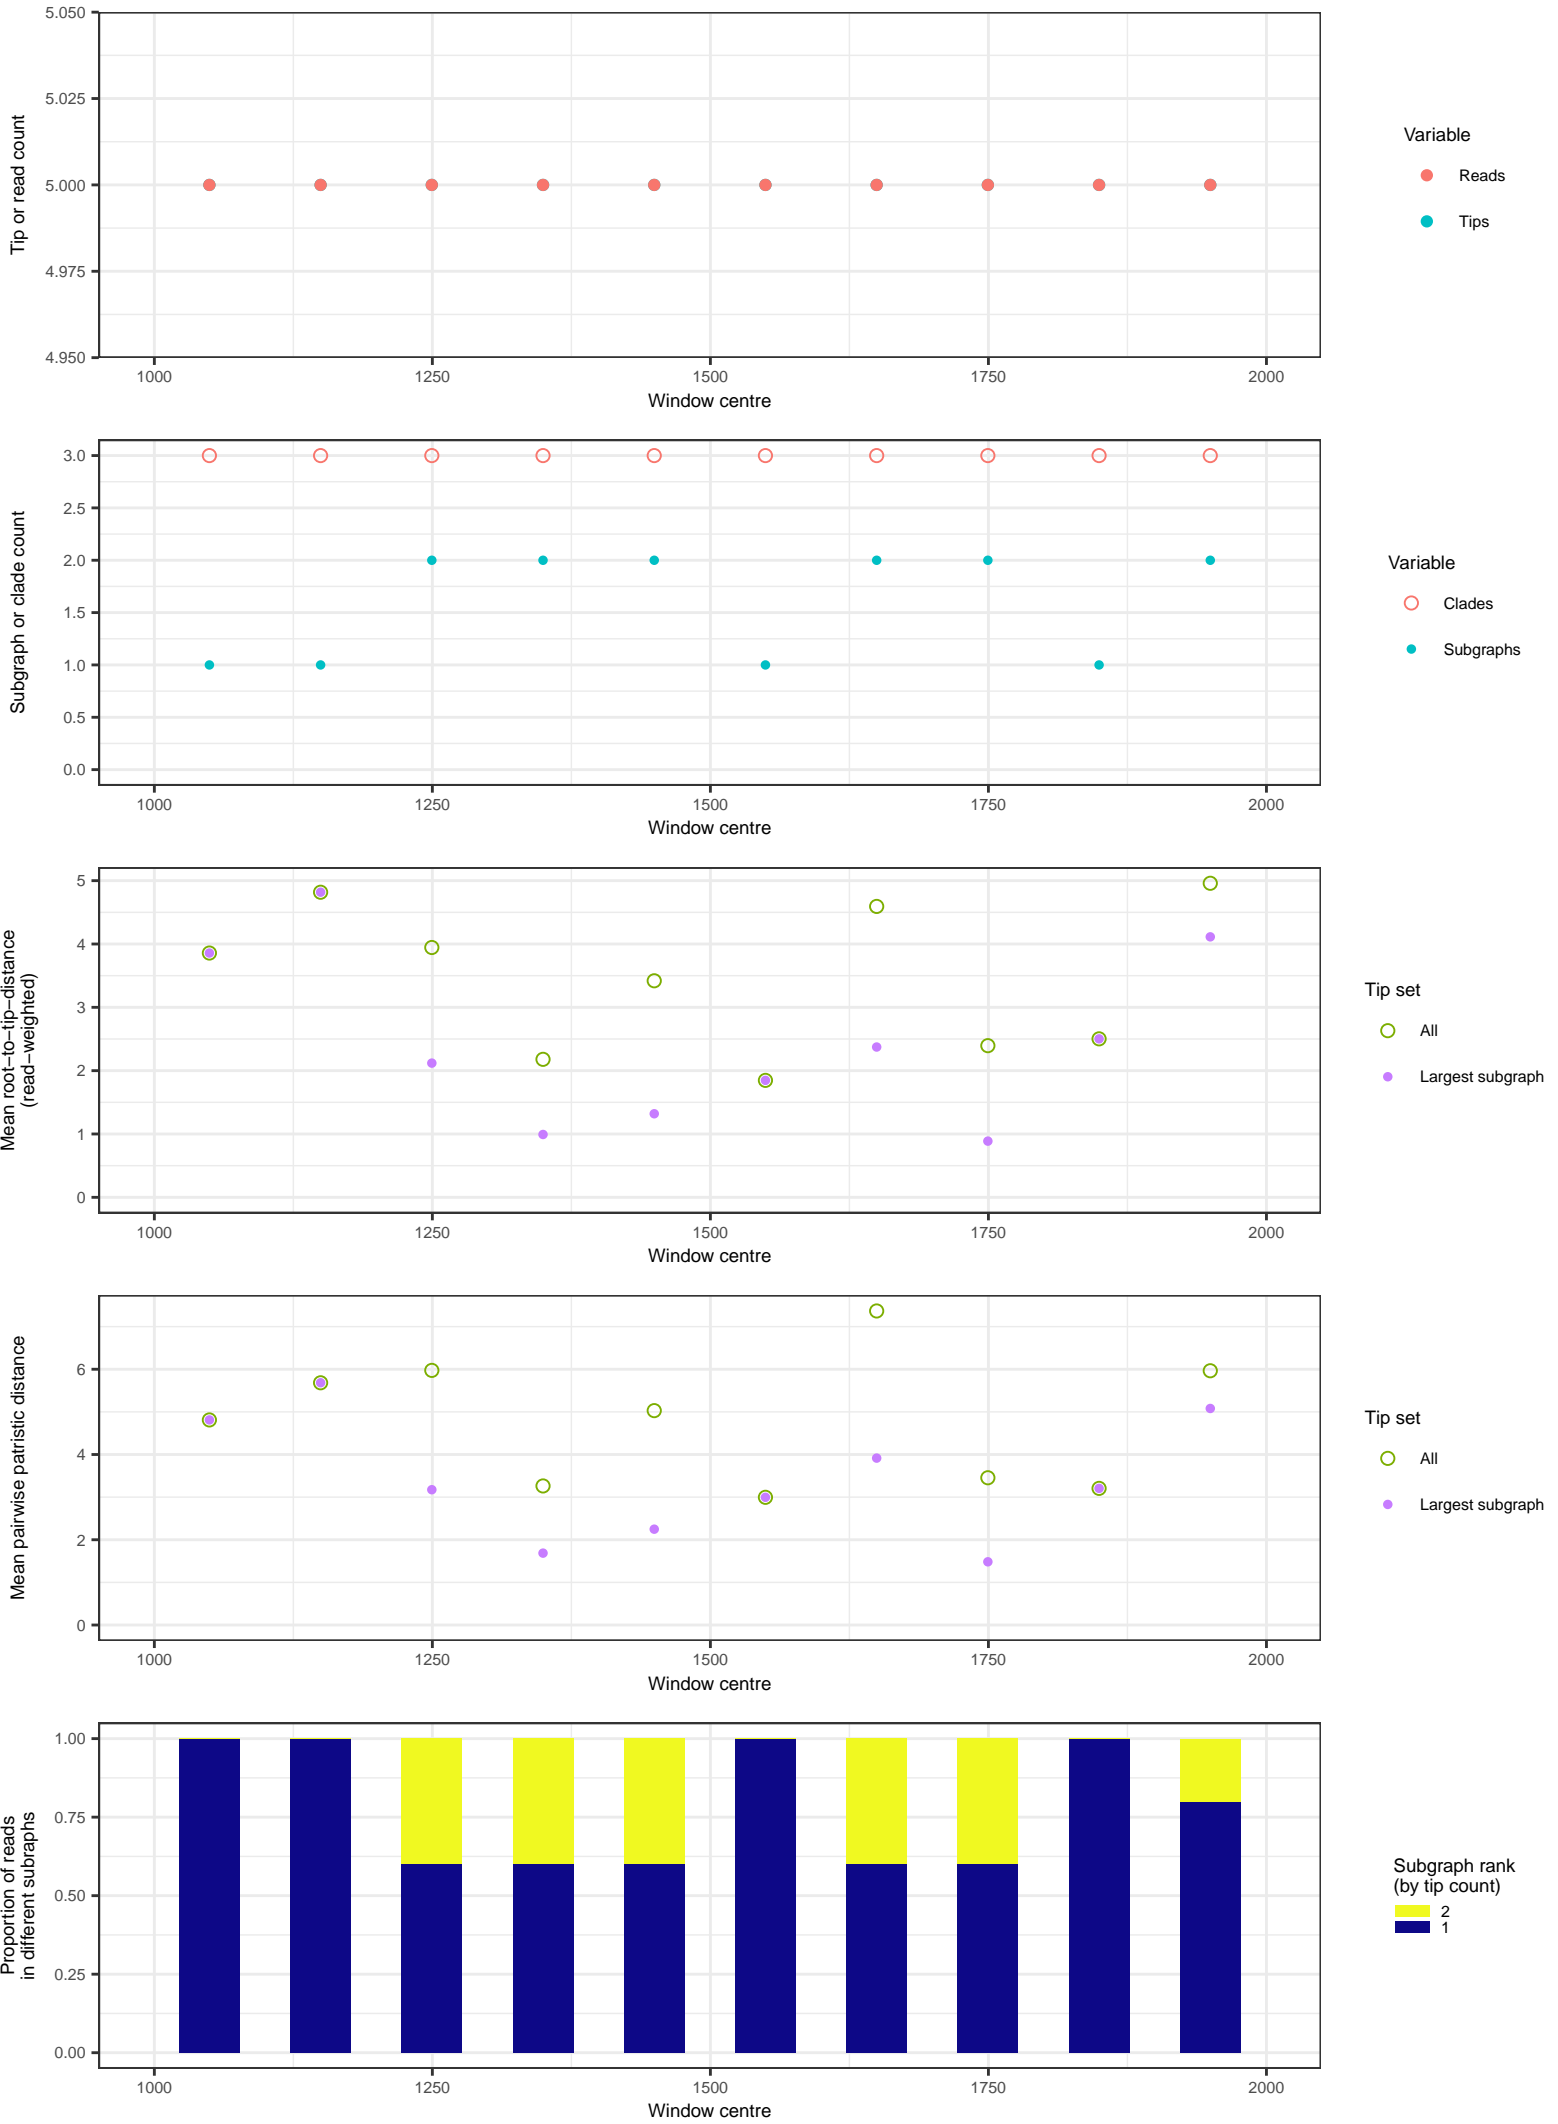 5.050
5.025
5.000
4.975
4.950
Tip or read count
1000 1250 1500 1750 2000
Window centre
Variable
Reads
Tips
3.0
2.5
2.0
1.5
1.0
0.5
0.0
Subgraph or clade count
1000 1250 1500 1750 2000
Window centre
Variable
Clades
Subgraphs
5
4
3
2
1
0
Mean root−to−tip−distance
(read−weighted)
1000 1250 1500 1750 2000
Window centre
Tip set
All
Largest subgraph
6
4
2
0
Mean pairwise patristic distance
1000 1250 1500 1750 2000
Window centre
Tip set
All
Largest subgraph
1.00
0.75
0.50
0.25
0.00
Proportion of reads
in different subraphs
1000 1250 1500 1750 2000
Window centre
Subgraph rank
(by tip count)
2
1